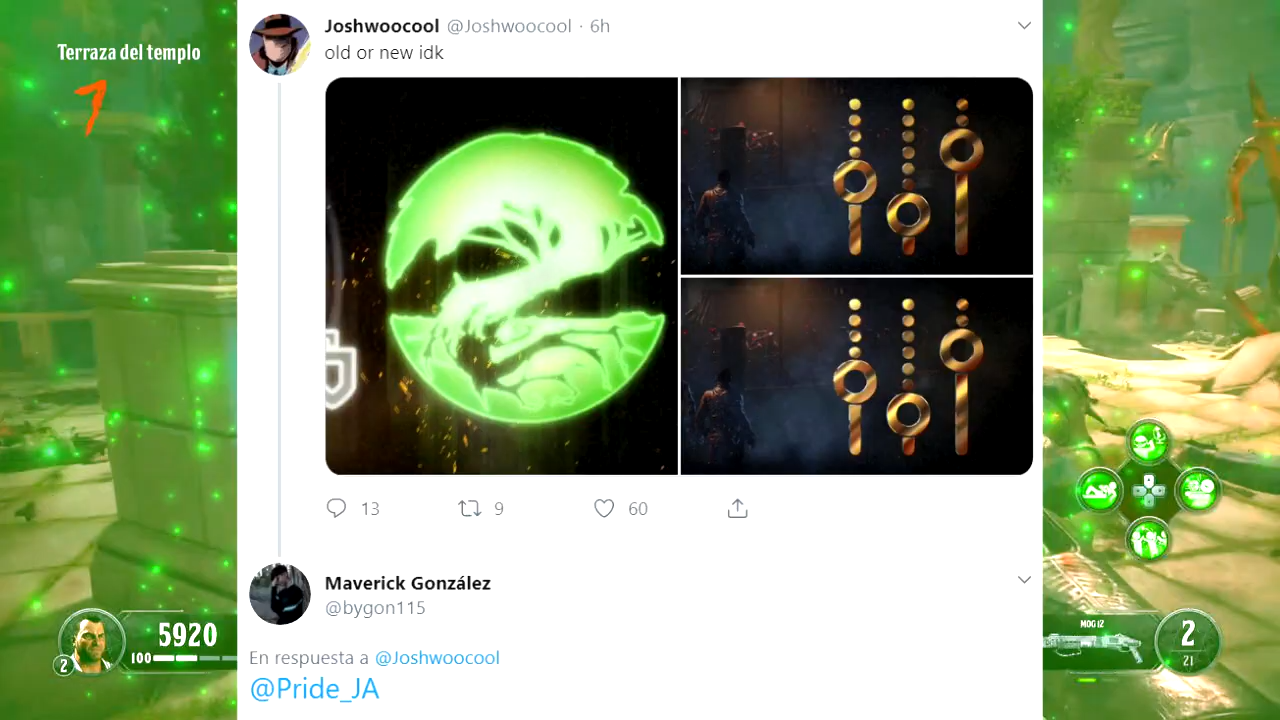 Terraza del templo
Joshwoocool @Joshwoocool · 6h
old or new idk
13 9 60
Maverick González
@bygon115
En respuesta a @Joshwoocool
@Pride_JA
5920
100
2
MOG 12
2
21